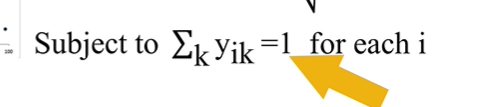 Subject to ∑k yik =1 for each i